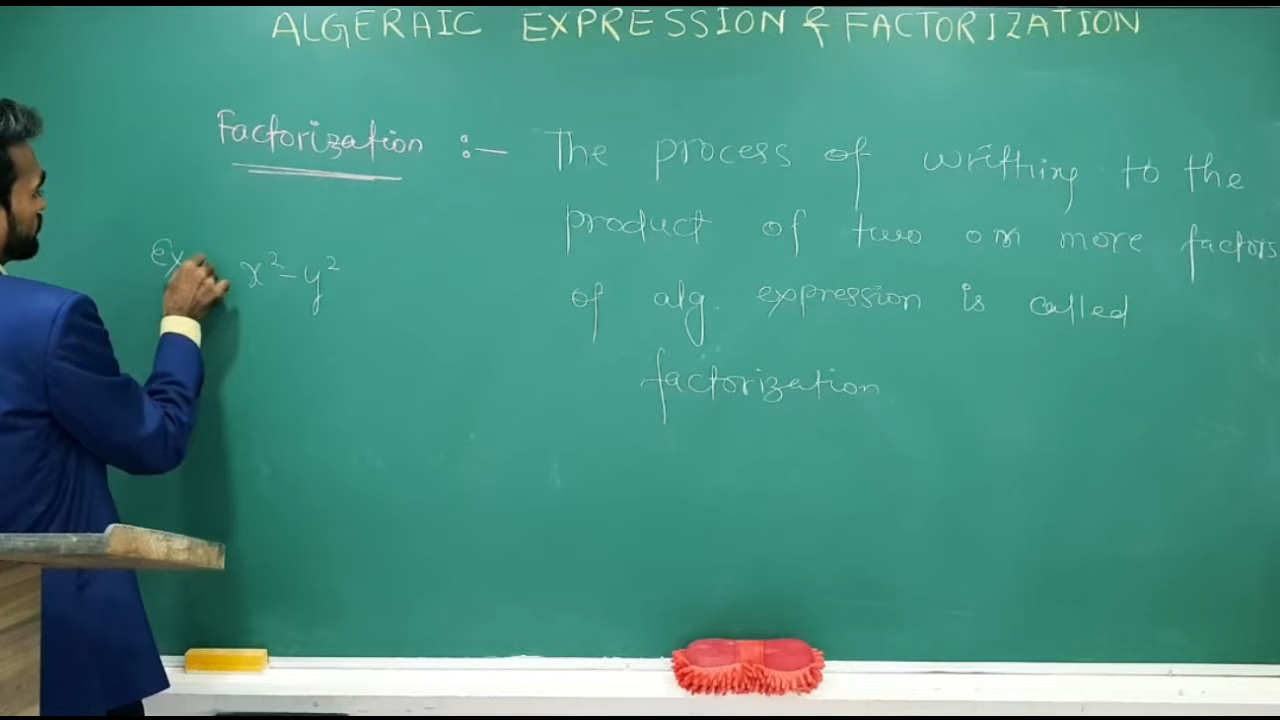 ALGERAIC EXPRESSION & FACTORIZATION
Factorization :- The process of writhing to the
product of two or more factors
Ex x²-y²
of alg. expression is called
factorization